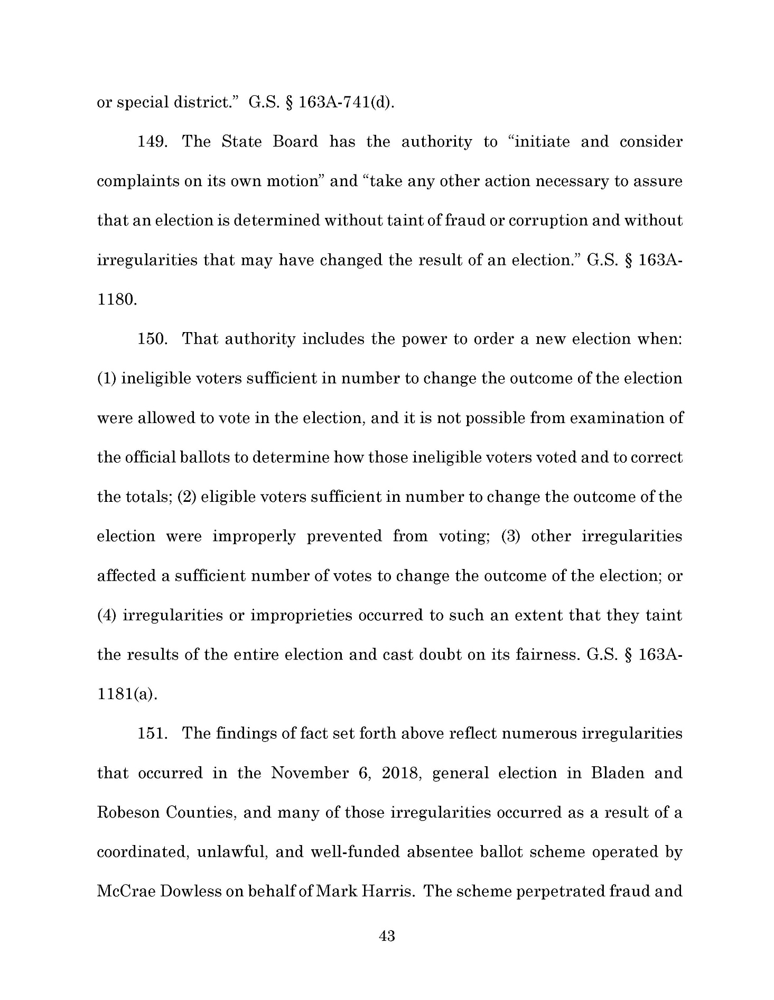 or special district.”  G.S. § 163A-741(d).
149. The State Board has the authority to “initiate and consider
complaints on its own motion” and “take any other action necessary to assure
that an election is determined without taint of fraud or corruption and without
irregularities that may have changed the result of an election.” G.S. § 163A-
1180.
150. That authority includes the power to order a new election when:
(1) ineligible voters sufficient in number to change the outcome of the election
were allowed to vote in the election, and it is not possible from examination of
the official ballots to determine how those ineligible voters voted and to correct
the totals; (2) eligible voters sufficient in number to change the outcome of the
election were improperly prevented from voting; (3) other irregularities
affected a sufficient number of votes to change the outcome of the election; or
(4) irregularities or improprieties occurred to such an extent that they taint
the results of the entire election and cast doubt on its fairness. G.S. § 163A-
1181(a).
151. The findings of fact set forth above reflect numerous irregularities
that occurred in the November 6, 2018, general election in Bladen and
Robeson Counties, and many of those irregularities occurred as a result of a
coordinated, unlawful, and well-funded absentee ballot scheme operated by
McCrae Dowless on behalf of Mark Harris.  The scheme perpetrated fraud and
43